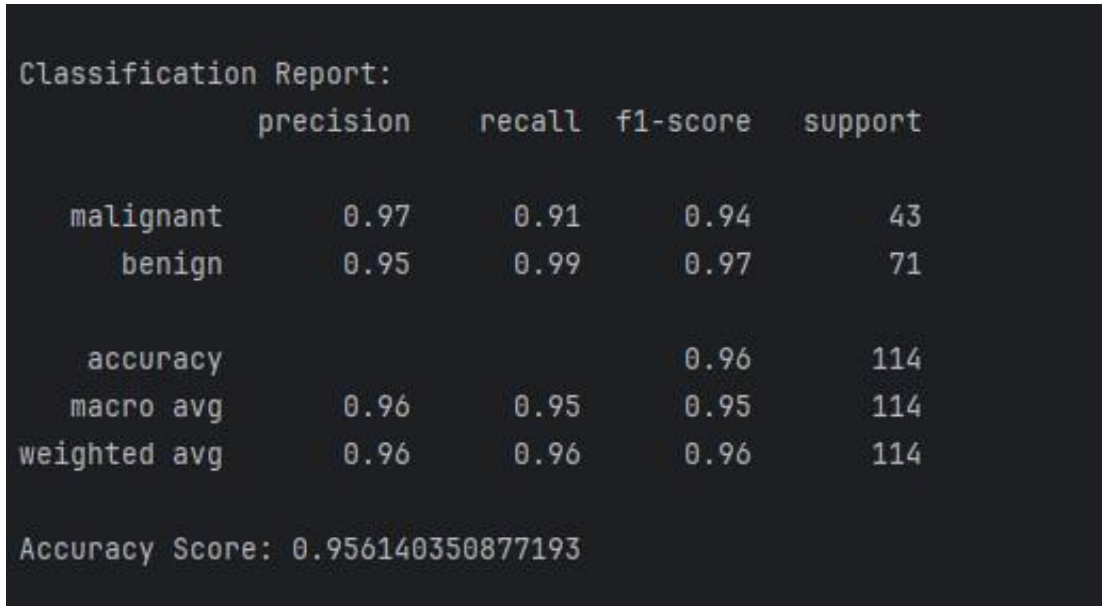 Classification Report:
precision recall f1-score support
malignant 0.97 0.91 0.94 43
benign 0.95 0.99 0.97 71
accuracy 0.96 114
macro avg 0.96 0.95 0.95 114
weighted avg 0.96 0.96 0.96 114
Accuracy Score: 0.956140350877193